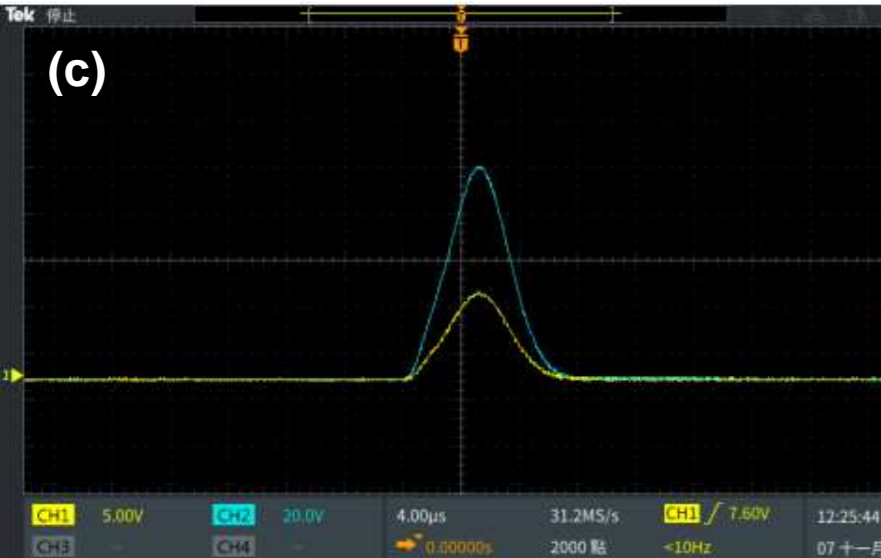 Tek 停止
T
T
(c)
1
CH1 5.00V CH2 20.0V 4.00µs 31.2MS/s CH1 7.60V 12:25:44
CH3 CH4 0.00000s 2000 點 <10Hz 07 十一月